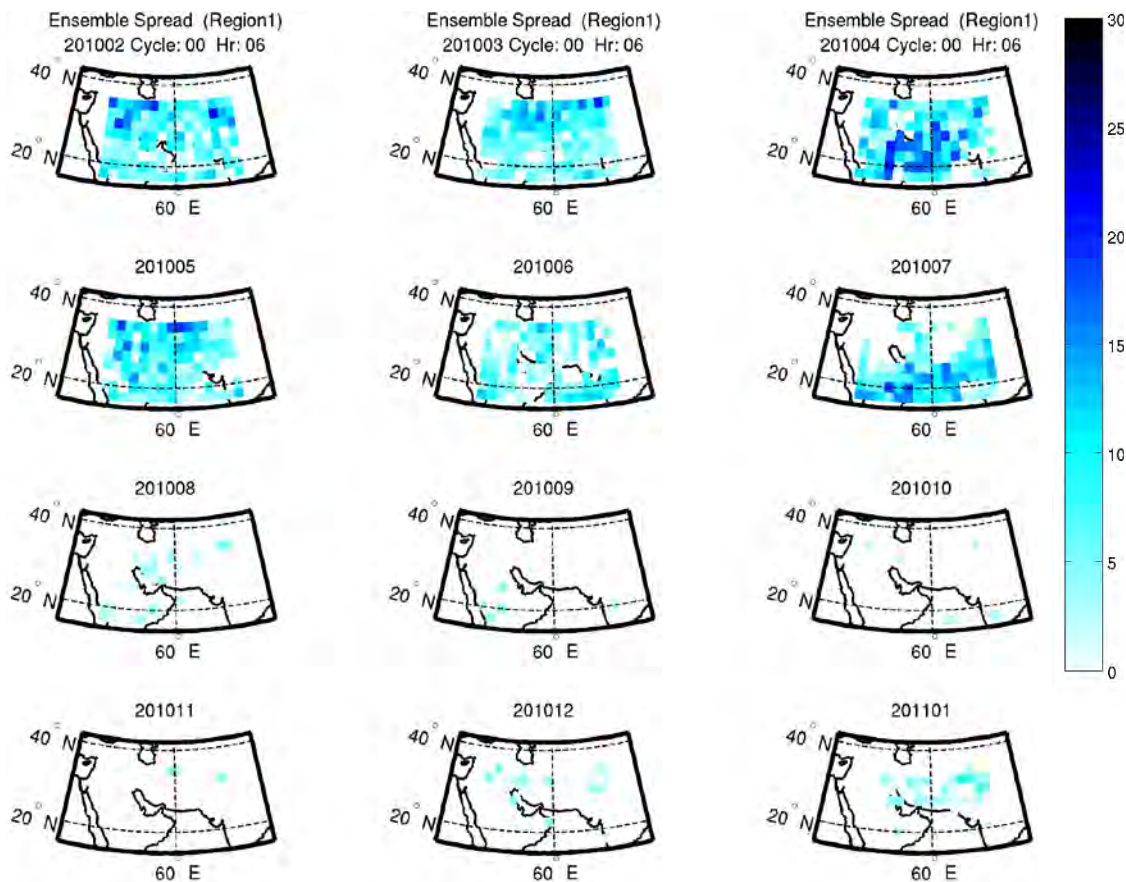 Ensemble Spread (Region1)
201002 Cycle: 00 Hr: 06
40° N
20° N
60° E
Ensemble Spread (Region1)
201003 Cycle: 00 Hr: 06
40° N
20° N
60° E
Ensemble Spread (Region1)
201004 Cycle: 00 Hr: 06
40° N
20° N
60° E
201005
40° N
20° N
60° E
201006
40° N
20° N
60° E
201007
40° N
20° N
60° E
201008
40° N
20° N
60° E
201009
40° N
20° N
60° E
201010
40° N
20° N
60° E
201011
40° N
20° N
60° E
201012
40° N
20° N
60° E
201101
40° N
20° N
60° E
30
25
20
15
10
5
0